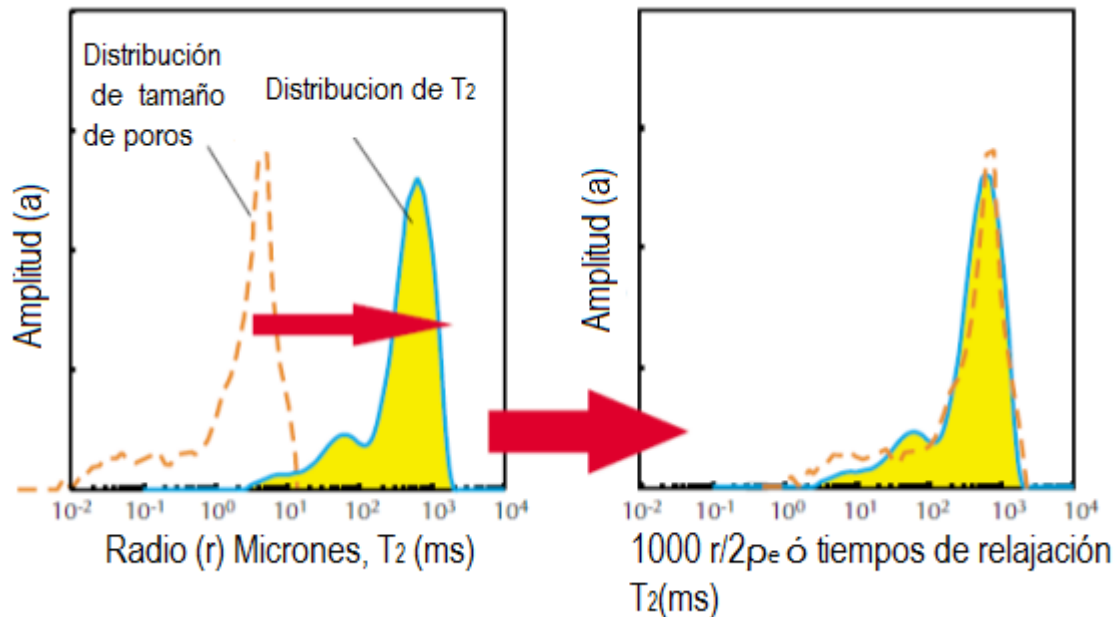 Distribución
de tamaño
de poros
Distribucion de T2
Amplitud (a)
10-2 10-1 100 101 102 103 104
Radio (r) Micrones, T2 (ms)
Amplitud (a)
10-2 10-1 100 101 102 103 104
1000 r/2pe ó tiempos de relajación
T2(ms)